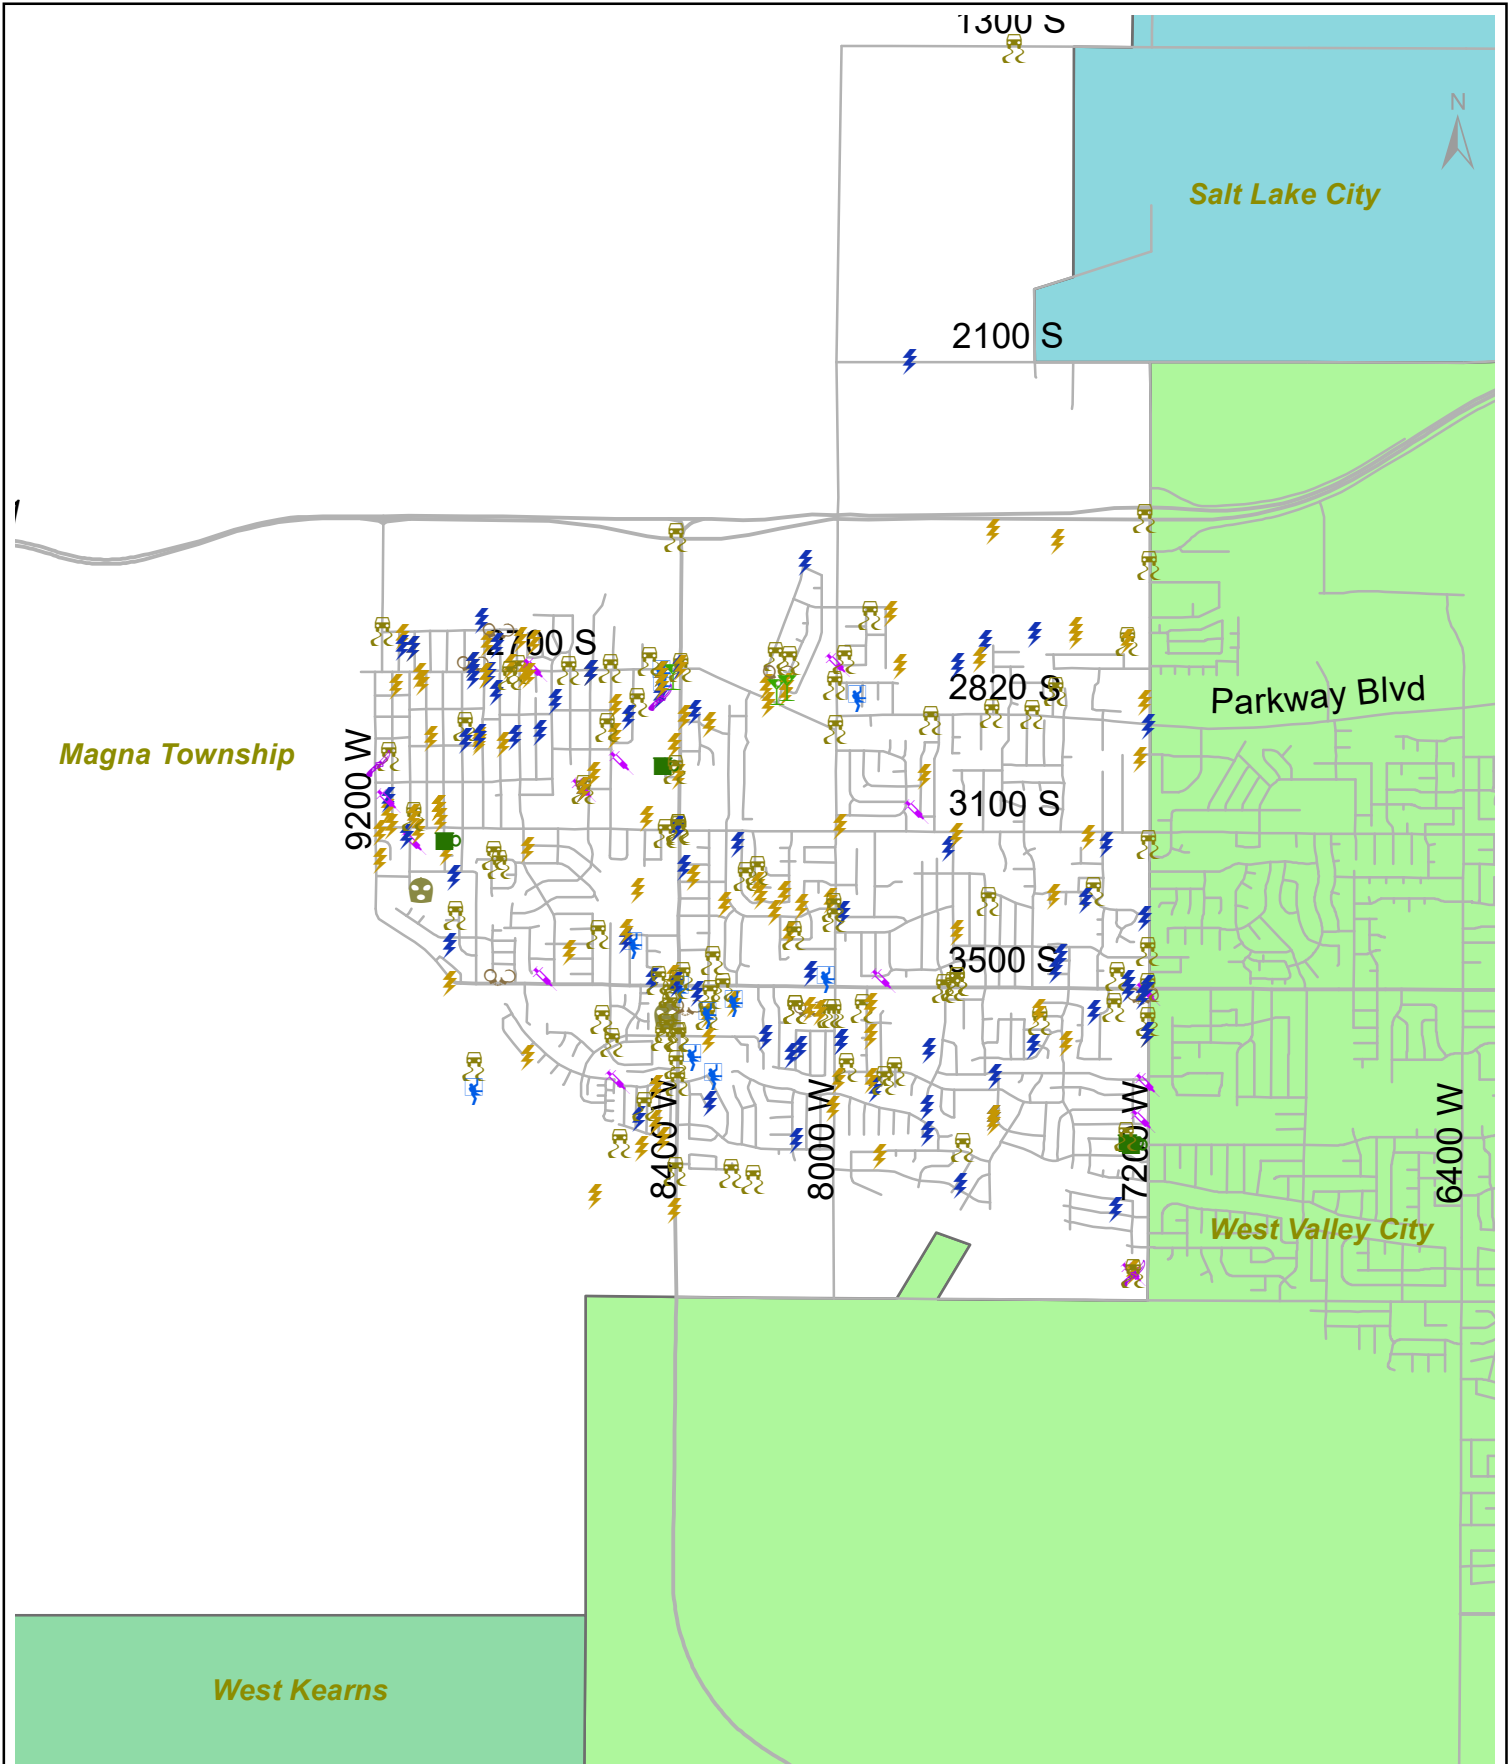 1300 S
N
Salt Lake City
2100 S
2700 S
2820 S
Parkway Blvd
Magna Township
9200 W
3100 S
3500 S
8400 W
8000 W
7200 W
6400 W
West Valley City
West Kearns